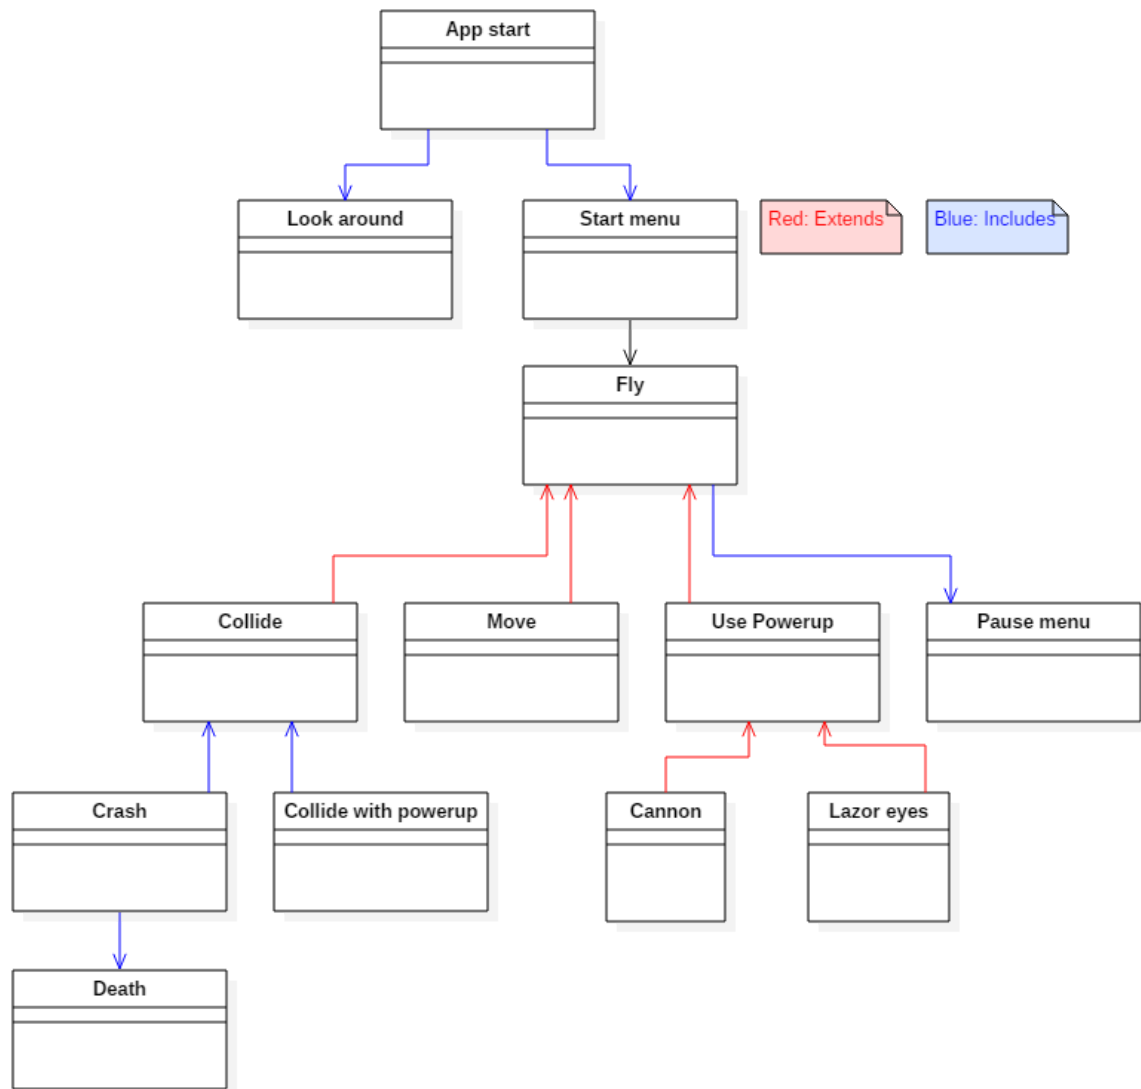 App start
Look around
Start menu
Red: Extends
Blue: Includes
Fly
Collide
Move
Use Powerup
Pause menu
Crash
Collide with powerup
Cannon
Lazor eyes
Death